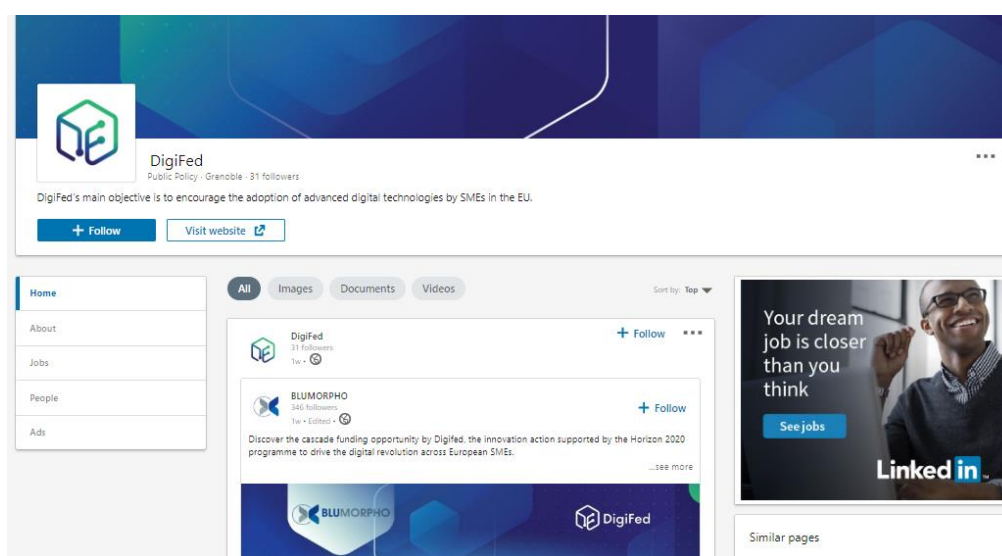 DigiFed
Public Policy · Grenoble · 31 followers
DigiFed's main objective is to encourage the adoption of advanced digital technologies by SMEs in the EU.
+ Follow
Visit website
Home
About
Jobs
People
Ads
All
Images
Documents
Videos
Sort by: Top
DigiFed
31 followers
1w •
+ Follow
BLUMORPHO
346 followers
1w • Edited •
+ Follow
Discover the cascade funding opportunity by Digifed, the innovation action supported by the Horizon 2020
programme to drive the digital revolution across European SMEs.
...see more
BLUMORPHO
DigiFed
Your dream
job is closer
than you
think
See jobs
Linked in
Similar pages